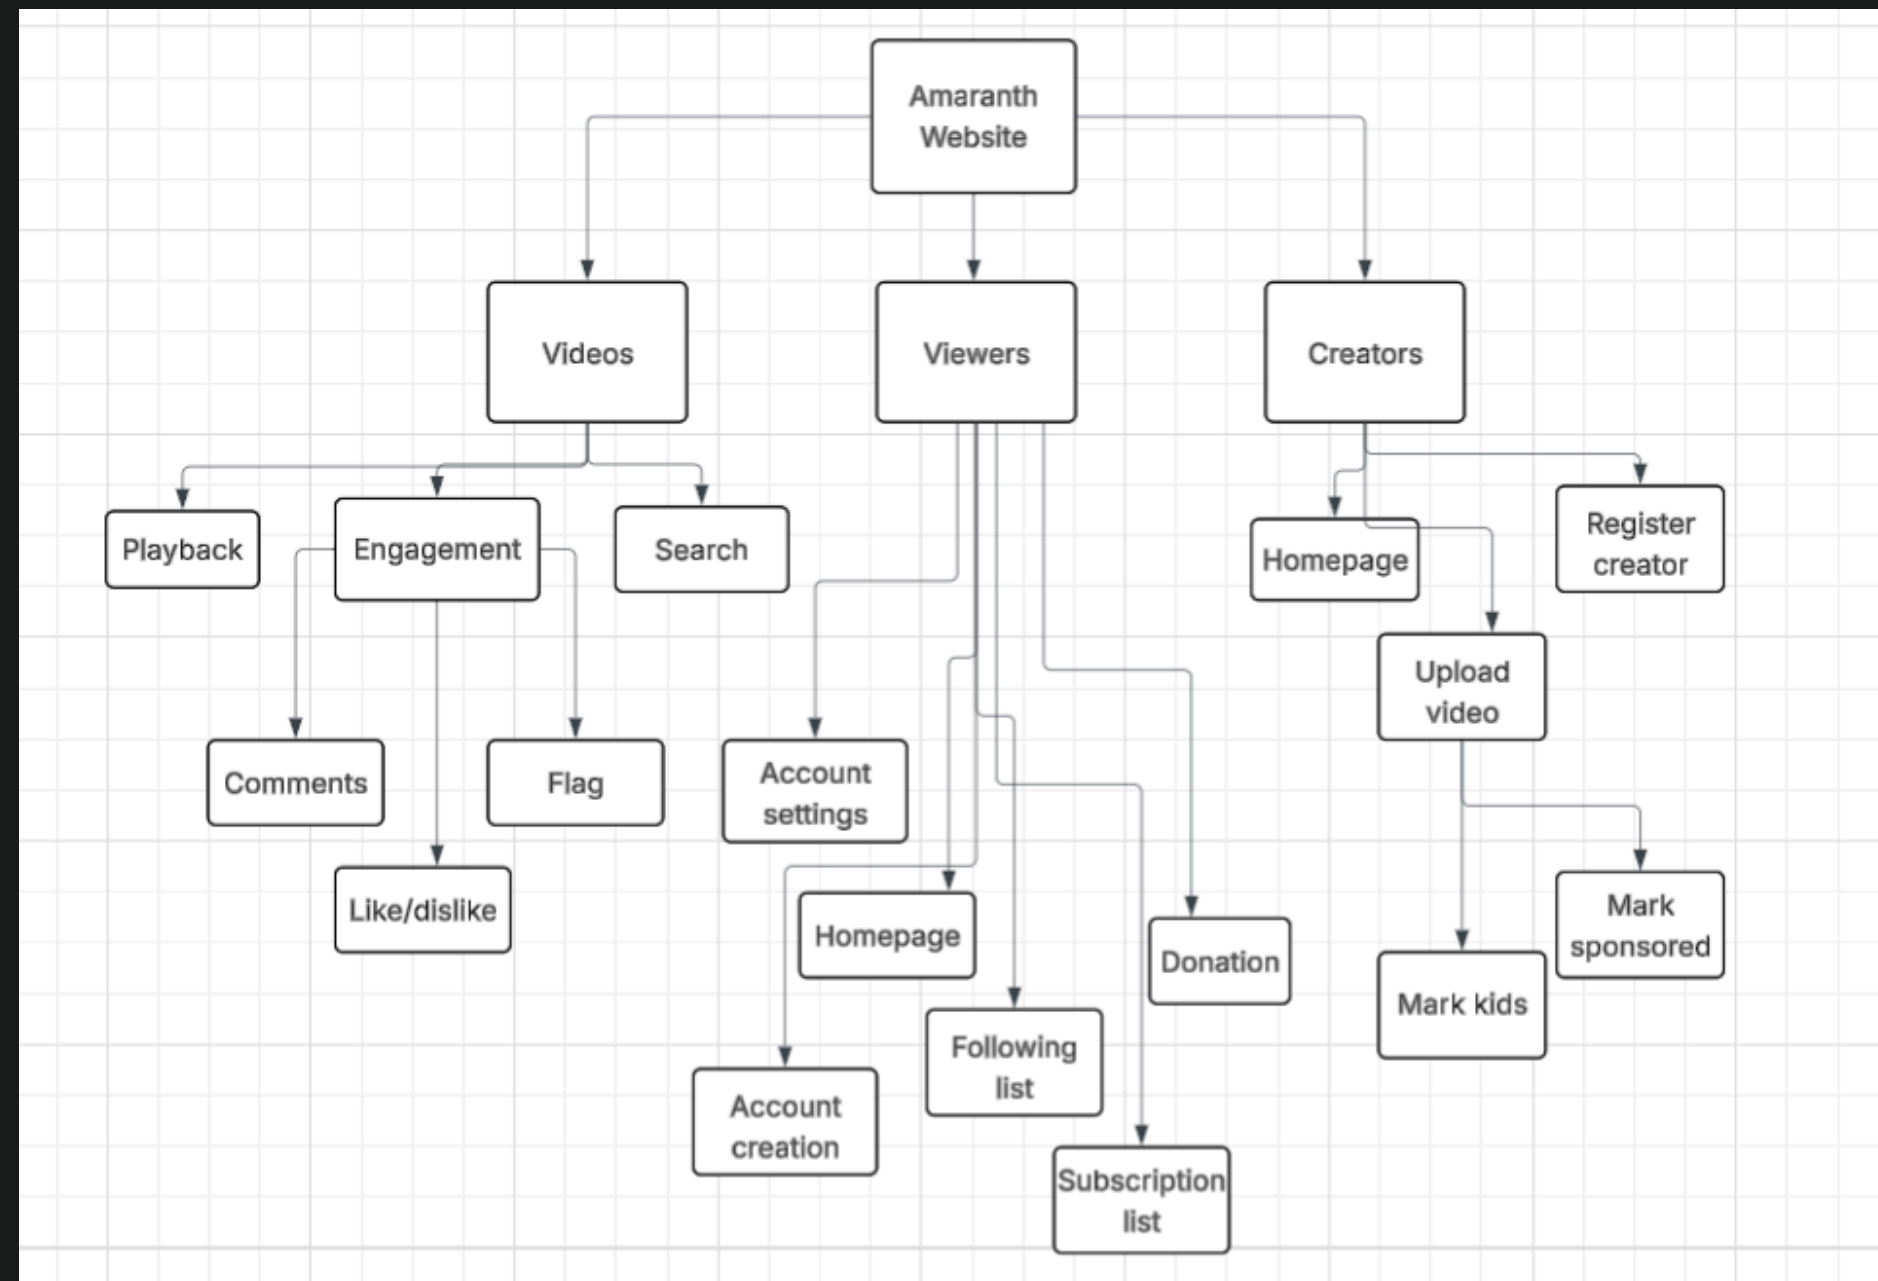 Amaranth
Website
Videos
Viewers
Creators
Playback
Engagement
Search
Homepage
Register
creator
Upload
video
Comments
Flag
Account
settings
Like/dislike
Homepage
Donation
Mark
sponsored
Mark kids
Following
list
Account
creation
Subscription
list